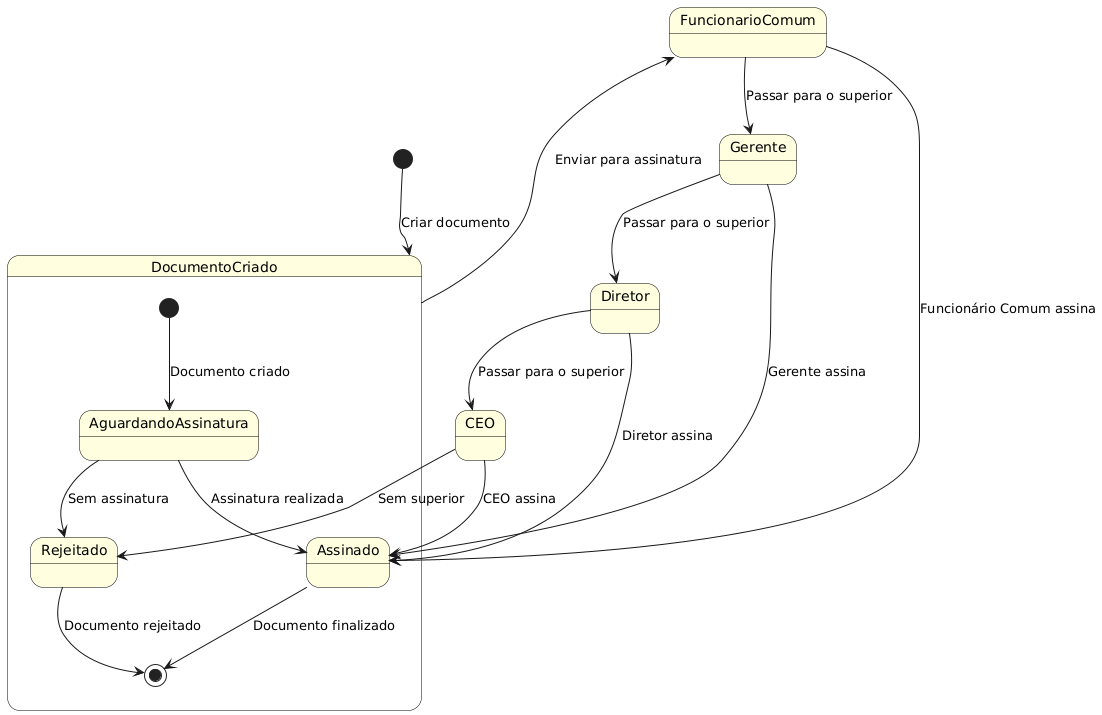 FuncionarioComum
Passar para o superior
Gerente
Enviar para assinatura
Criar documento
Passar para o superior
DocumentoCriado
Diretor
Funcionário Comum assina
Documento criado
Passar para o superior
Gerente assina
AguardandoAssinatura
CEO
Diretor assina
Sem assinatura
Assinatura realizada
Sem superior
CEO assina
Rejeitado
Assinado
Documento rejeitado
Documento finalizado